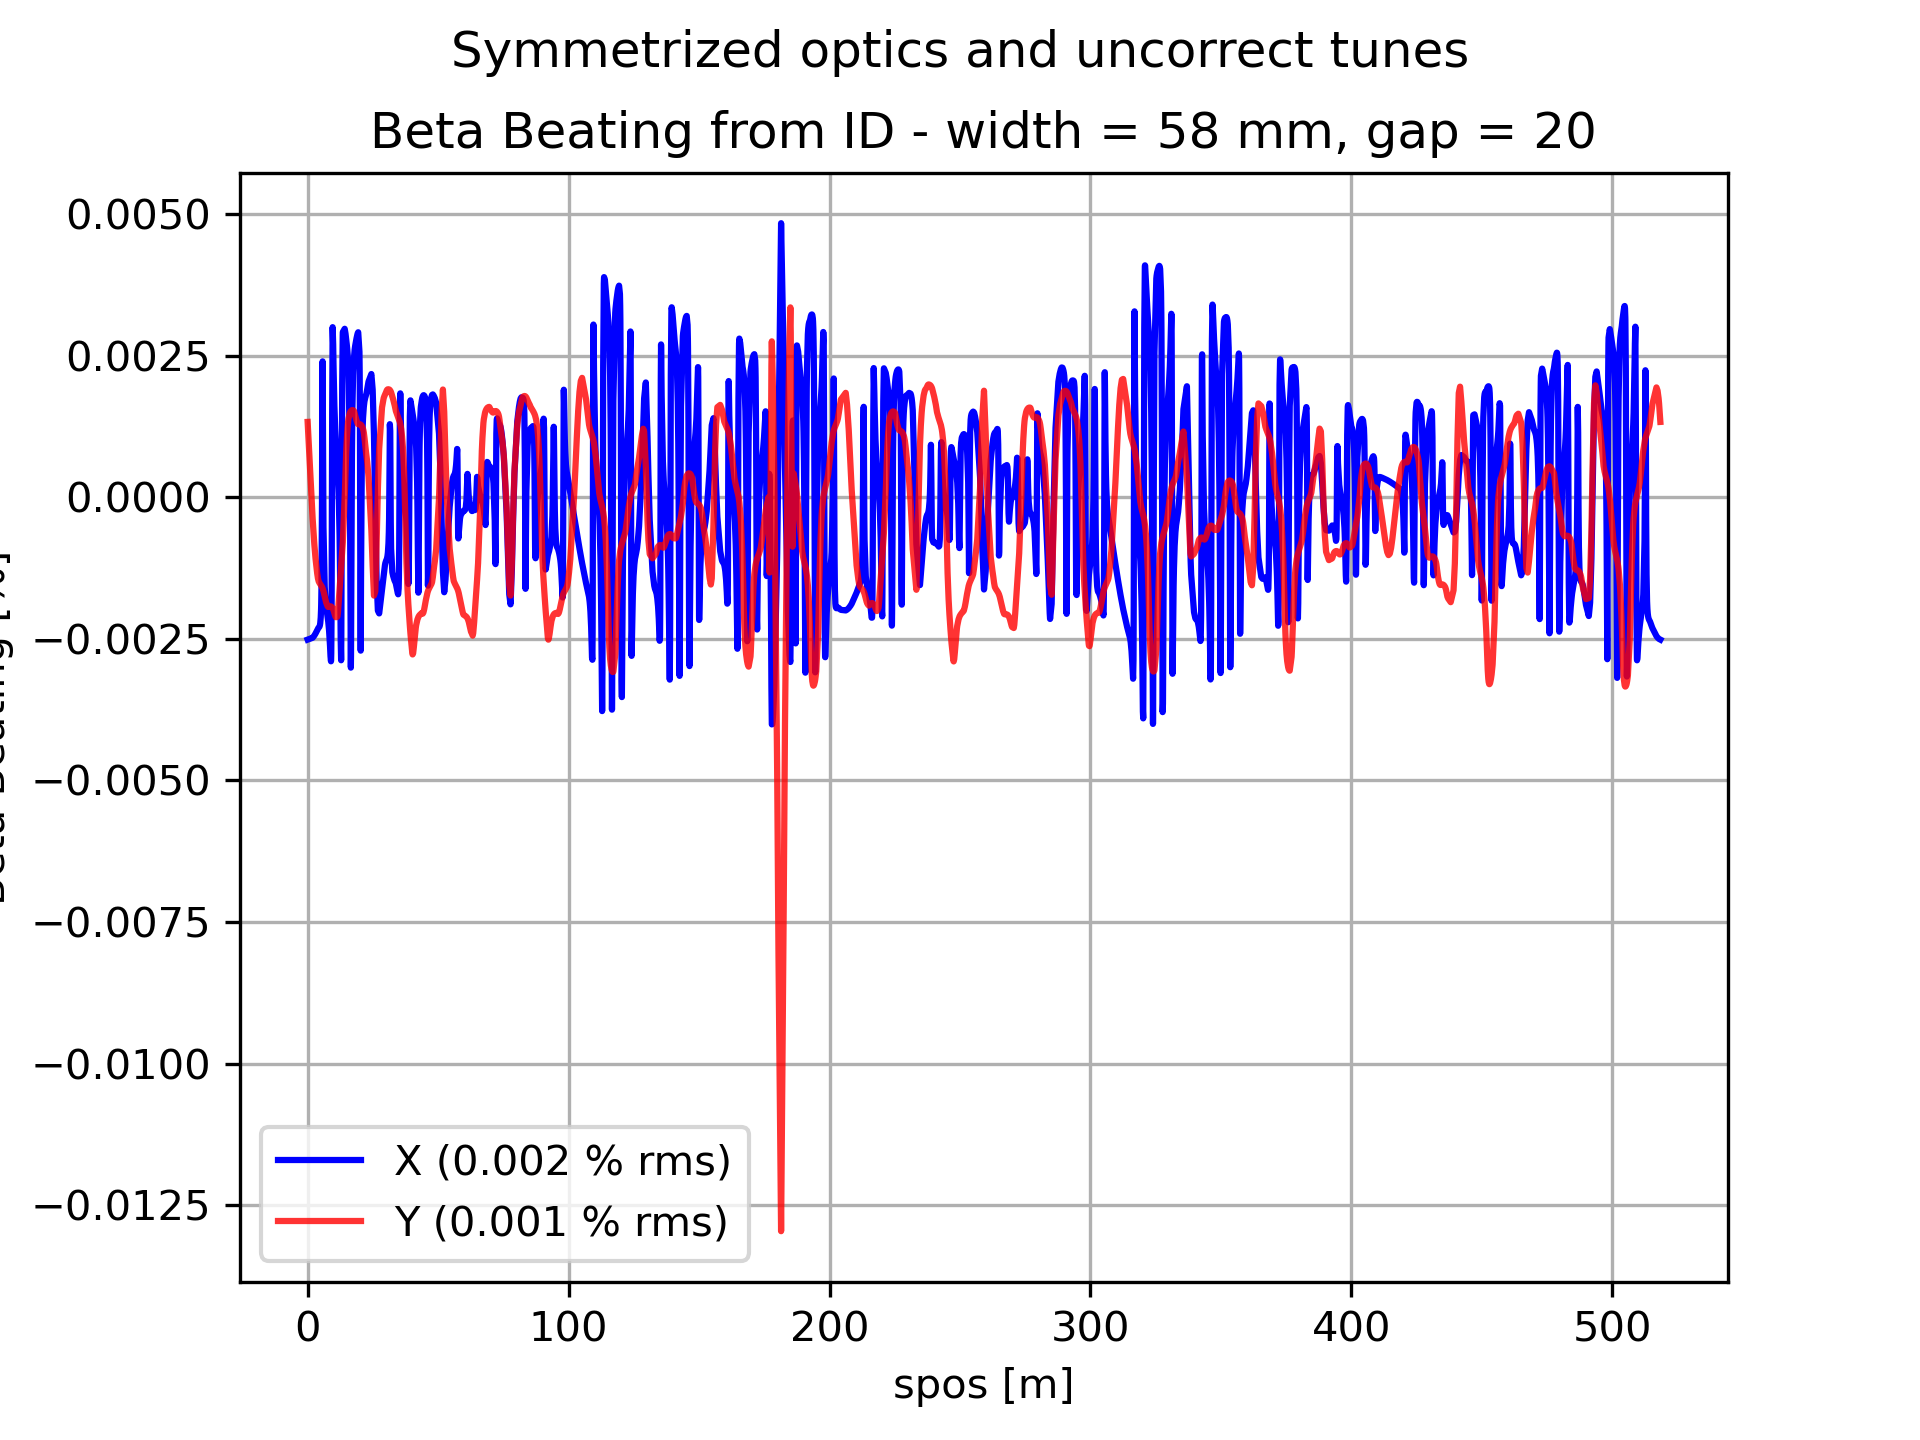 Symmetrized optics and uncorrect tunes
Beta Beating from ID - width = 58 mm, gap = 20
0.0050
0.0025
0.0000
−0.0025
−0.0050
−0.0075
−0.0100
−0.0125
X (0.002 % rms)
Y (0.001 % rms)
0 100 200 300 400 500
spos [m]